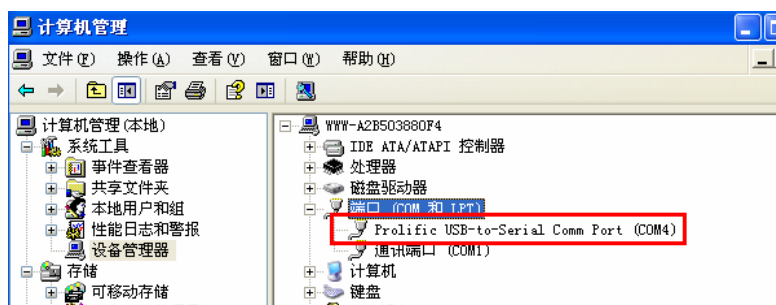 计算机管理
文件(F) 操作(A) 查看(V) 窗口(W) 帮助(H)
计算机管理(本地)
系统工具
事件查看器
共享文件夹
本地用户和组
性能日志和警报
设备管理器
存储
可移动存储
WWW-A2B503880F4
IDE ATA/ATAPI 控制器
处理器
磁盘驱动器
端口 (COM 和 LPT)
Prolific USB-to-Serial Comm Port (COM4)
通讯端口 (COM1)
计算机
键盘